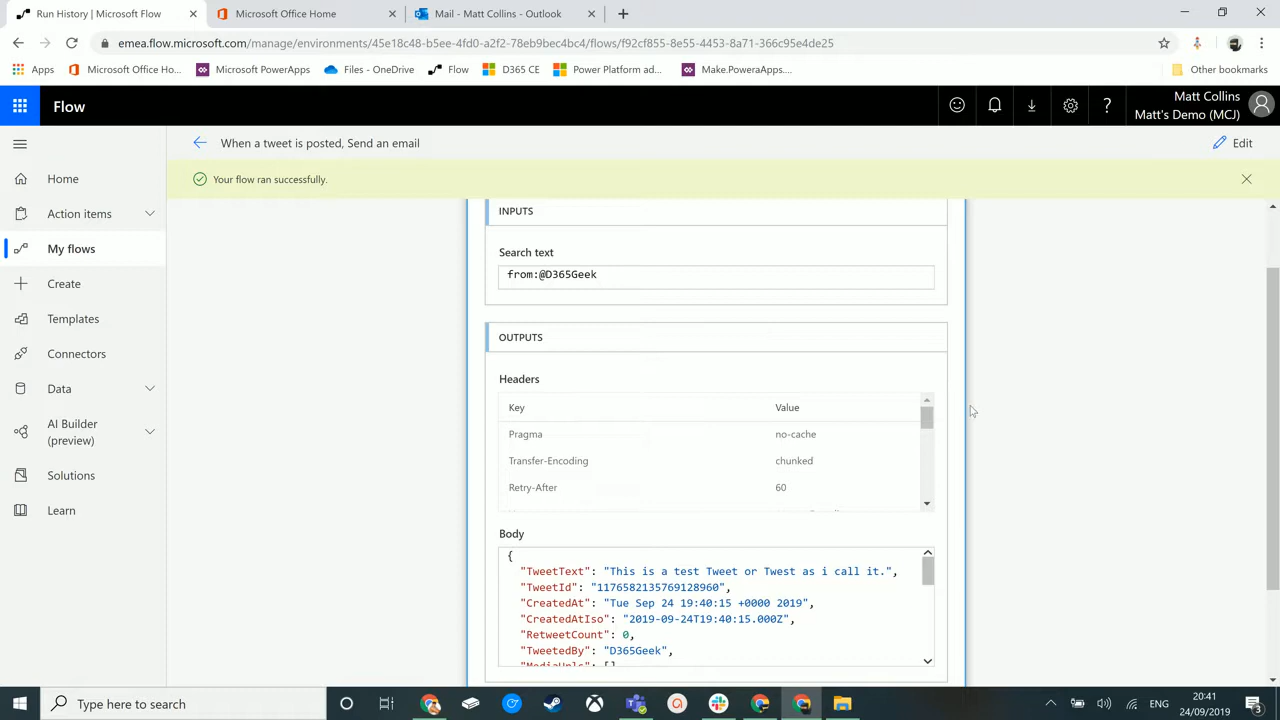 Run History | Microsoft Flow
Microsoft Office Home
Mail - Matt Collins - Outlook
emea.flow.microsoft.com/manage/environments/45e18c48-b5ee-4fd0-a2f2-78eb9bec4bc4/flows/f92cf855-8e55-4453-8a71-366c95e4de25
Apps
Microsoft Office Ho...
Microsoft PowerApps
Files - OneDrive
Flow
D365 CE
Power Platform ad...
Make.PoweraApps....
Other bookmarks
Flow
Matt Collins
Matt's Demo (MCJ)
When a tweet is posted, Send an email
Edit
Your flow ran successfully.
Home
Action items
My flows
Create
Templates
Connectors
Data
AI Builder
(preview)
Solutions
Learn
INPUTS
Search text
from:@D365Geek
OUTPUTS
Headers
Key Value
Pragma no-cache
Transfer-Encoding chunked
Retry-After 60
Body
{
"TweetText": "This is a test Tweet or Twest as i call it.",
"TweetId": "1176582135769128960",
"CreatedAt": "Tue Sep 24 19:40:15 +0000 2019",
"CreatedAtIso": "2019-09-24T19:40:15.000Z",
"RetweetCount": 0,
"TweetedBy": "D365Geek",
"MediaUrls": []
Type here to search
ENG
20:41
24/09/2019
3